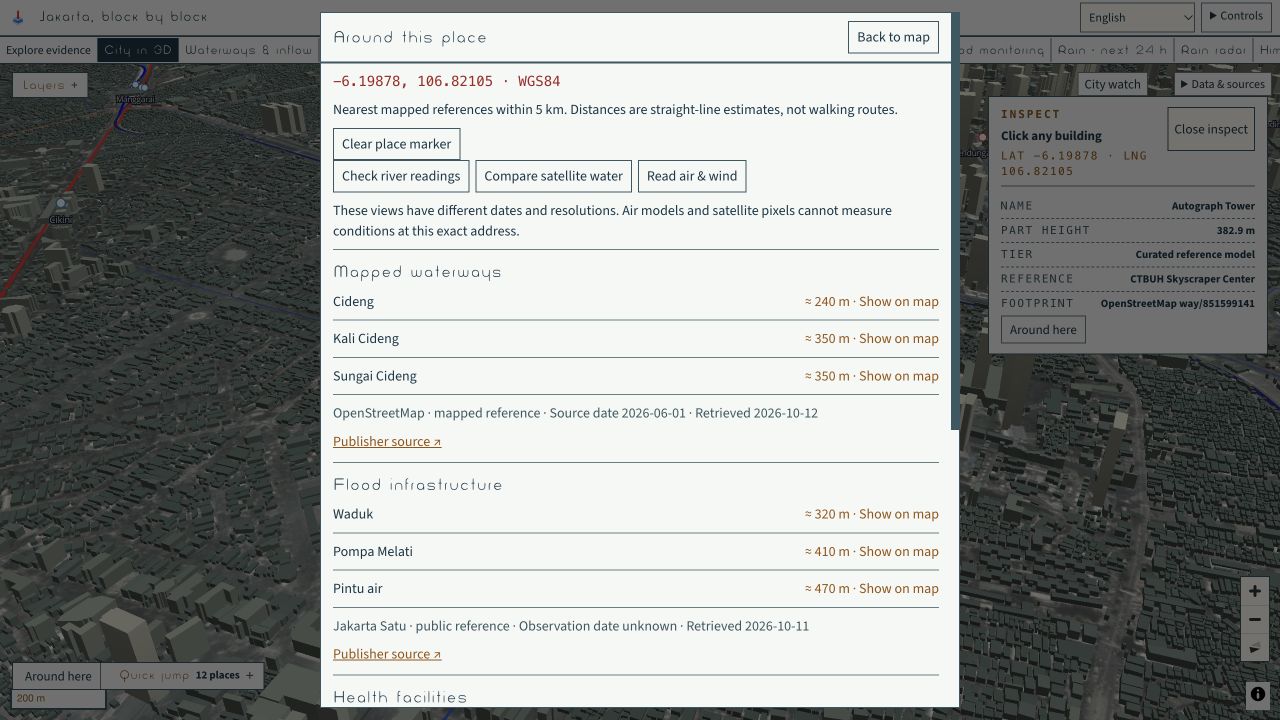 Jakarta, block by block
English
Controls
Explore evidence
City in 3D
Waterways & inflow
Rain · next 24 h
Rain radar
Layers +
Manggarai
Cikini
City watch
Data & sources
Around this place
Back to map
−6.19878, 106.82105 · WGS84
Nearest mapped references within 5 km. Distances are straight-line estimates, not walking routes.
Clear place marker
Check river readings
Compare satellite water
Read air & wind
These views have different dates and resolutions. Air models and satellite pixels cannot measure
conditions at this exact address.
Mapped waterways
Cideng ≈ 240 m · Show on map
Kali Cideng ≈ 350 m · Show on map
Sungai Cideng ≈ 350 m · Show on map
OpenStreetMap · mapped reference · Source date 2026-06-01 · Retrieved 2026-10-12
Publisher source ↗
Flood infrastructure
Waduk ≈ 320 m · Show on map
Pompa Melati ≈ 410 m · Show on map
Pintu air ≈ 470 m · Show on map
Jakarta Satu · public reference · Observation date unknown · Retrieved 2026-10-11
Publisher source ↗
Health facilities
INSPECT
Click any building
Close inspect
LAT −6.19878 · LNG
106.82105
NAME Autograph Tower
PART HEIGHT 382.9 m
TIER Curated reference model
REFERENCE CTBUH Skyscraper Center
FOOTPRINT OpenStreetMap way/851599141
Around here
Around here
Quick jump 12 places +
200 m